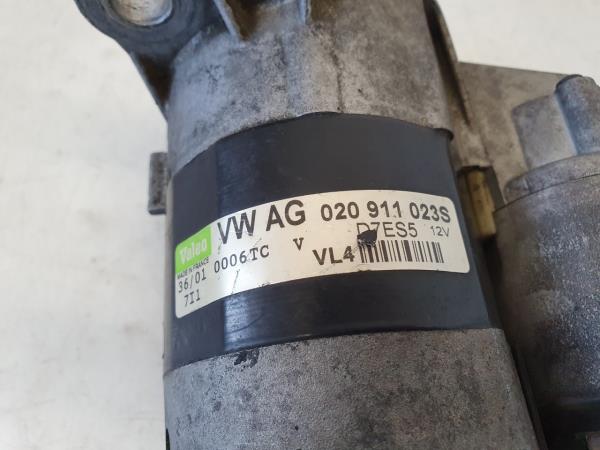 Valeo
MADE IN FRANCE
VW AG 020 911 023S
D7ES5 12V
36/01 0006TC V VL4
7I1